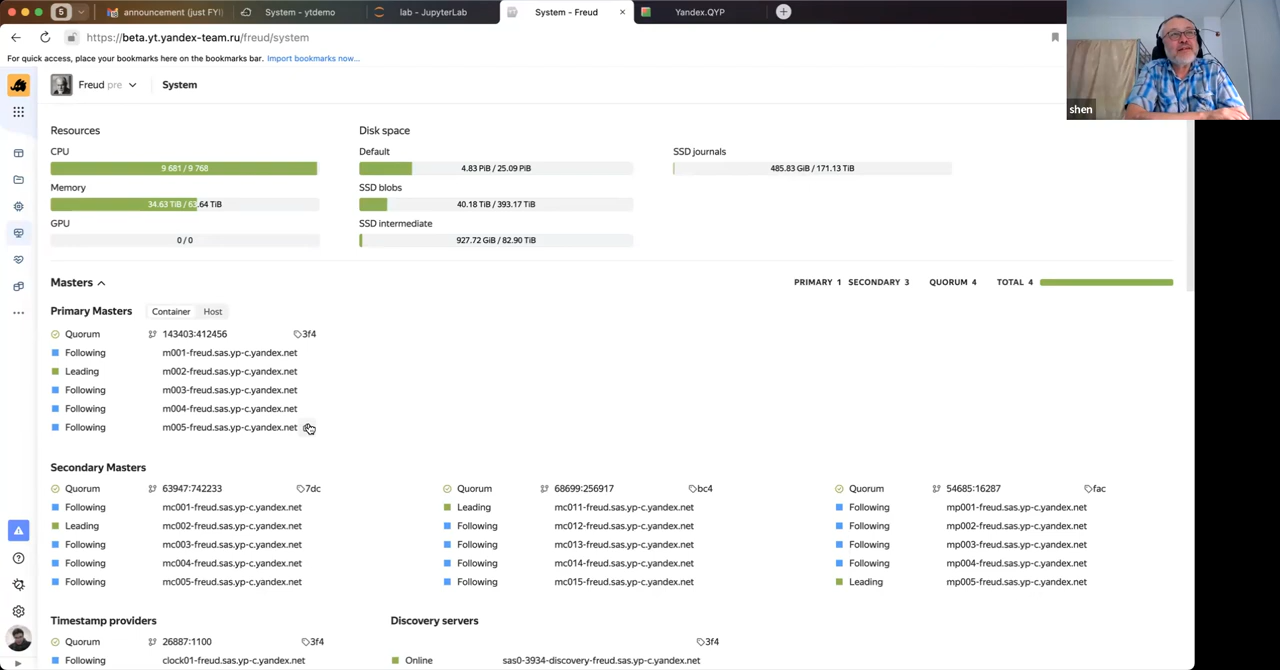 5
announcement (just FYI)
System - ytdemo
lab - JupyterLab
System - Freud
Yandex.QYP
https://beta.yt.yandex-team.ru/freud/system
For quick access, place your bookmarks here on the bookmarks bar. Import bookmarks now...
Freud pre
System
shen
Resources
Disk space
CPU
Default
SSD journals
9 681 / 9 768
4.83 PiB / 25.09 PiB
485.83 GiB / 171.13 TiB
Memory
SSD blobs
34.63 TiB / 63.64 TiB
40.18 TiB / 393.17 TiB
GPU
SSD intermediate
0 / 0
927.72 GiB / 82.90 TiB
Masters
PRIMARY 1 SECONDARY 3 QUORUM 4 TOTAL 4
Primary Masters
Container Host
Quorum 143403:412456 3f4
Following m001-freud.sas.yp-c.yandex.net
Leading m002-freud.sas.yp-c.yandex.net
Following m003-freud.sas.yp-c.yandex.net
Following m004-freud.sas.yp-c.yandex.net
Following m005-freud.sas.yp-c.yandex.net
Secondary Masters
Quorum 63947:742233 7dc
Following mc001-freud.sas.yp-c.yandex.net
Leading mc002-freud.sas.yp-c.yandex.net
Following mc003-freud.sas.yp-c.yandex.net
Following mc004-freud.sas.yp-c.yandex.net
Following mc005-freud.sas.yp-c.yandex.net
Quorum 68699:256917 bc4
Leading mc011-freud.sas.yp-c.yandex.net
Following mc012-freud.sas.yp-c.yandex.net
Following mc013-freud.sas.yp-c.yandex.net
Following mc014-freud.sas.yp-c.yandex.net
Following mc015-freud.sas.yp-c.yandex.net
Quorum 54685:16287 fac
Following mp001-freud.sas.yp-c.yandex.net
Following mp002-freud.sas.yp-c.yandex.net
Following mp003-freud.sas.yp-c.yandex.net
Following mp004-freud.sas.yp-c.yandex.net
Leading mp005-freud.sas.yp-c.yandex.net
Timestamp providers
Quorum 26887:1100 3f4
Following clock01-freud.sas.yp-c.yandex.net
Discovery servers
3f4
Online sas0-3934-discovery-freud.sas.yp-c.yandex.net